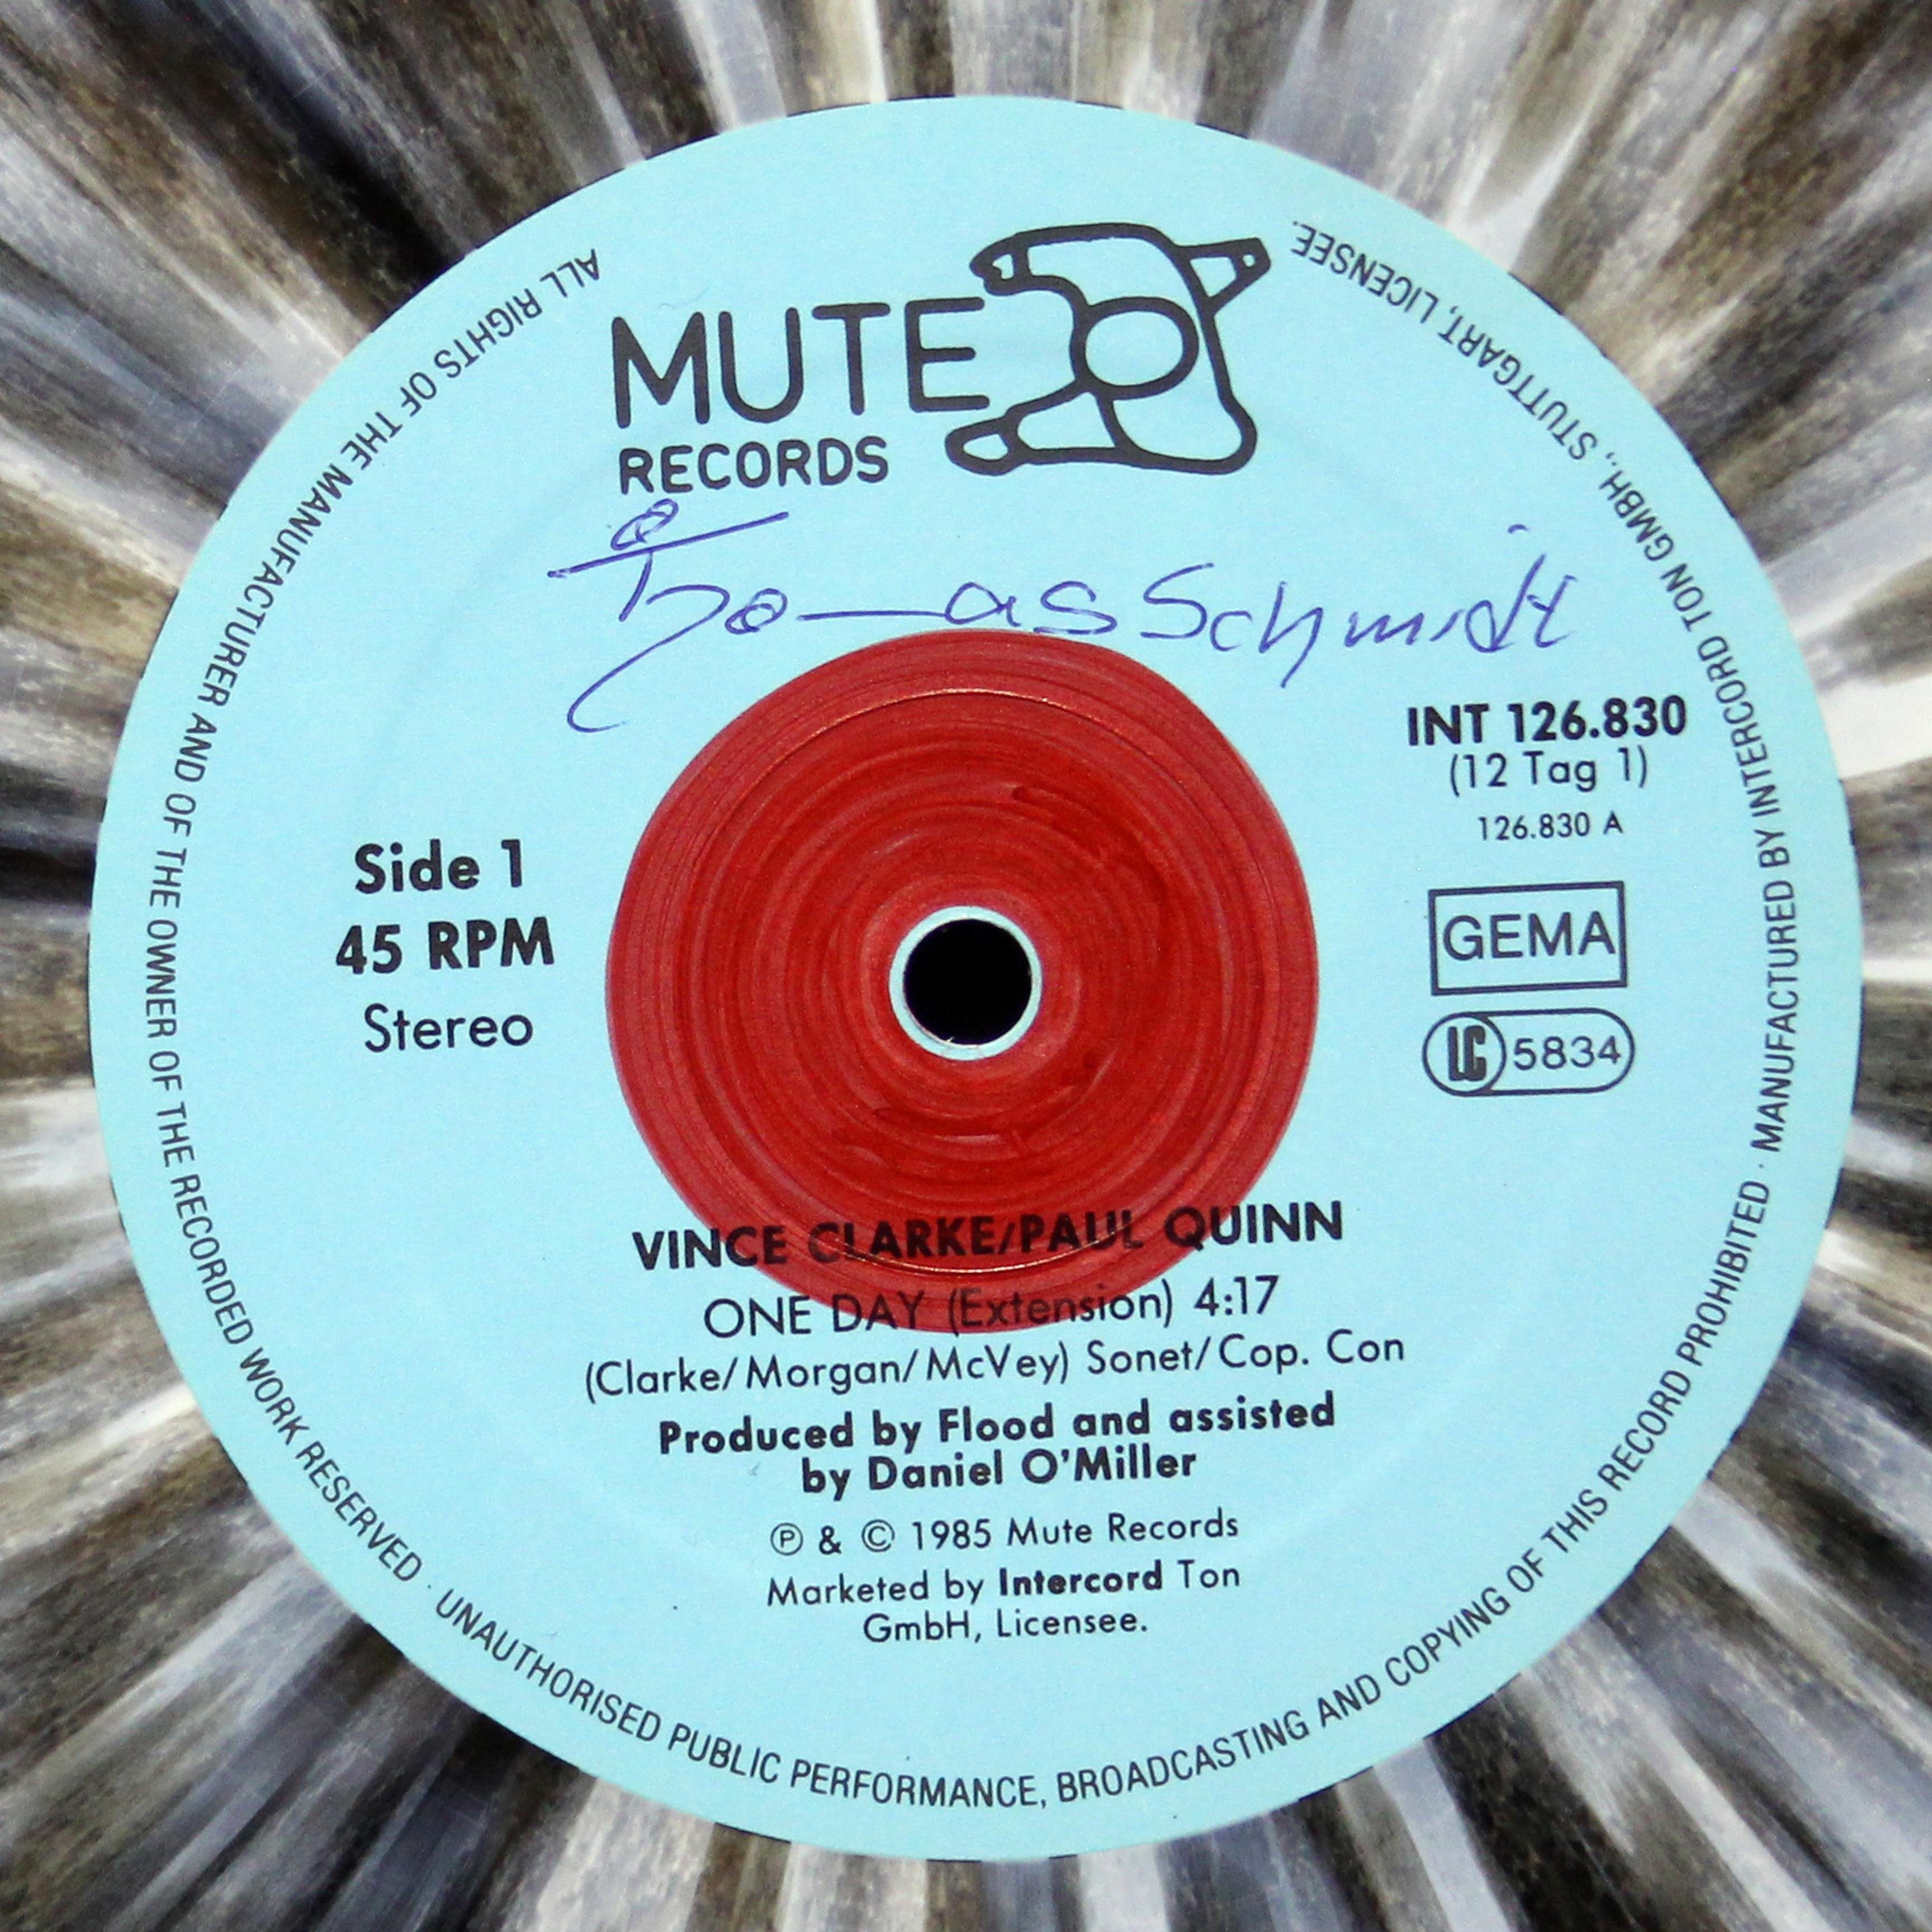 MUTE
RECORDS
Thomas Schmidt
INT 126.830
(12 Tag 1)
126.830 A
GEMA
LC 5834
Side 1
45 RPM
Stereo
VINCE CLARKE/PAUL QUINN
ONE DAY (Extension) 4:17
(Clarke/Morgan/McVey) Sonet/Cop. Con
Produced by Flood and assisted
by Daniel O'Miller
Ⓟ & © 1985 Mute Records
Marketed by Intercord Ton
GmbH, Licensee.
ALL RIGHTS OF THE MANUFACTURER AND OF THE OWNER OF THE RECORDED WORK RESERVED · UNAUTHORISED PUBLIC PERFORMANCE, BROADCASTING AND COPYING OF THIS RECORD PROHIBITED · MANUFACTURED BY INTERCORD TON GMBH., STUTTGART, LICENSEE.